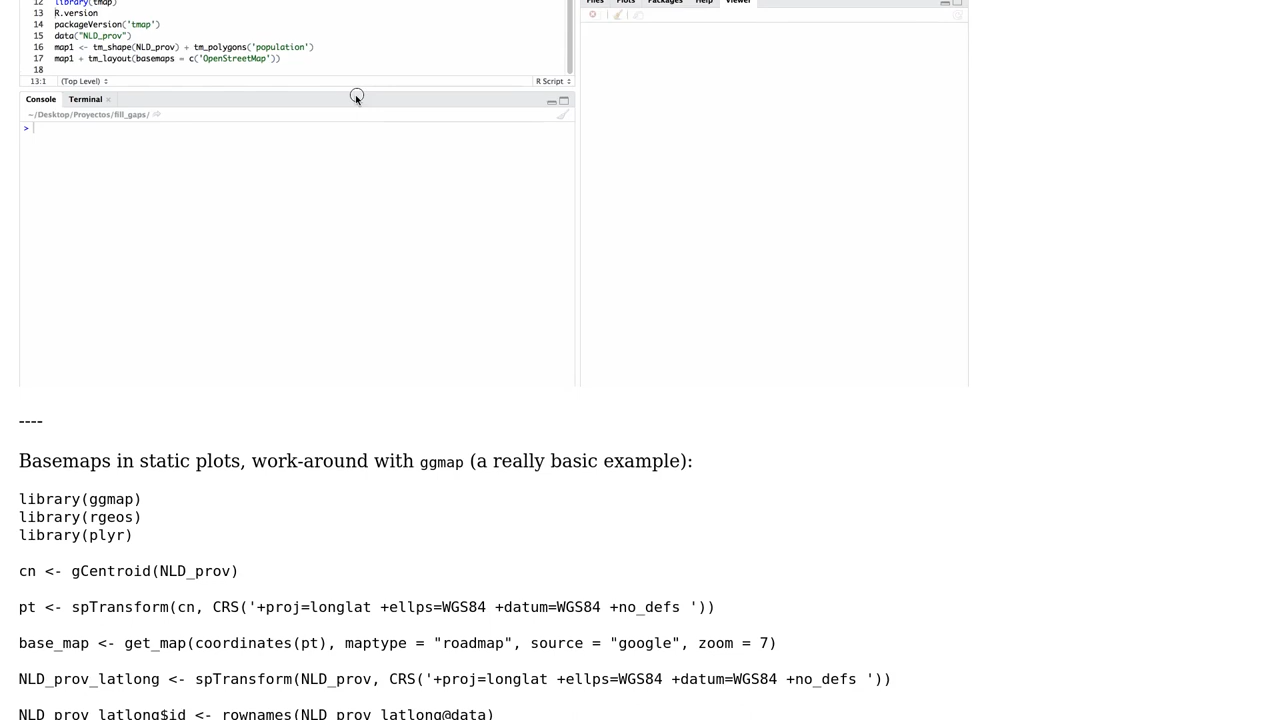 12 library(tmap)
Files Plots Packages Help Viewer
13 R.version
14 packageVersion('tmap')
15 data("NLD_prov")
16 map1 <- tm_shape(NLD_prov) + tm_polygons('population')
17 map1 + tm_layout(basemaps = c('OpenStreetMap'))
18
13:1 (Top Level) R Script
Console Terminal ×
~/Desktop/Proyectos/fill_gaps/
>
----
Basemaps in static plots, work-around with ggmap (a really basic example):
library(ggmap)
library(rgeos)
library(plyr)
cn <- gCentroid(NLD_prov)
pt <- spTransform(cn, CRS('+proj=longlat +ellps=WGS84 +datum=WGS84 +no_defs '))
base_map <- get_map(coordinates(pt), maptype = "roadmap", source = "google", zoom = 7)
NLD_prov_latlong <- spTransform(NLD_prov, CRS('+proj=longlat +ellps=WGS84 +datum=WGS84 +no_defs '))
NLD_prov_latlong$id <- rownames(NLD_prov_latlong@data)